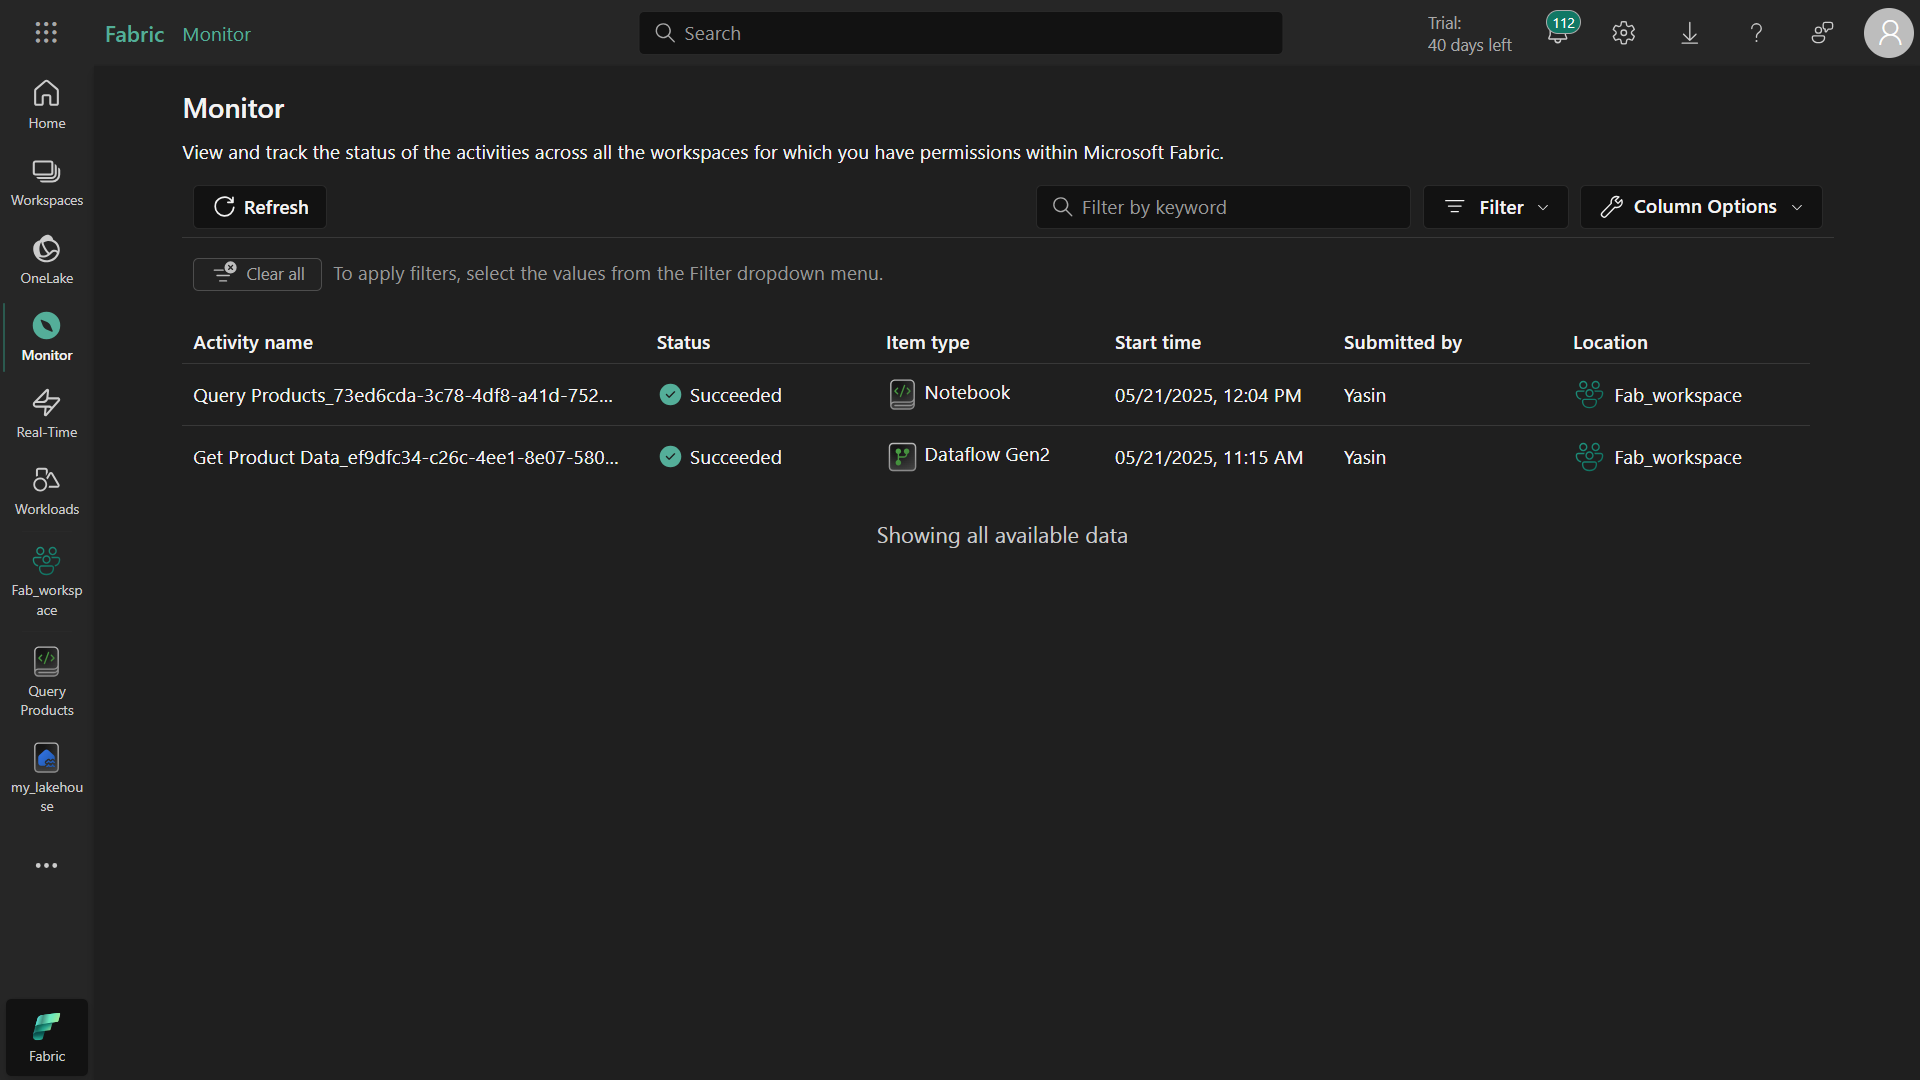 Fabric Monitor
Search
Trial:
40 days left
112
Home
Workspaces
OneLake
Monitor
Real-Time
Workloads
Fab_worksp
ace
Query
Products
my_lakehou
se
Fabric
Monitor
View and track the status of the activities across all the workspaces for which you have permissions within Microsoft Fabric.
Refresh
Filter by keyword
Filter
Column Options
Clear all
To apply filters, select the values from the Filter dropdown menu.
Activity name Status Item type Start time Submitted by Location
Query Products_73ed6cda-3c78-4df8-a41d-752... Succeeded Notebook 05/21/2025, 12:04 PM Yasin Fab_workspace
Get Product Data_ef9dfc34-c26c-4ee1-8e07-580... Succeeded Dataflow Gen2 05/21/2025, 11:15 AM Yasin Fab_workspace
Showing all available data